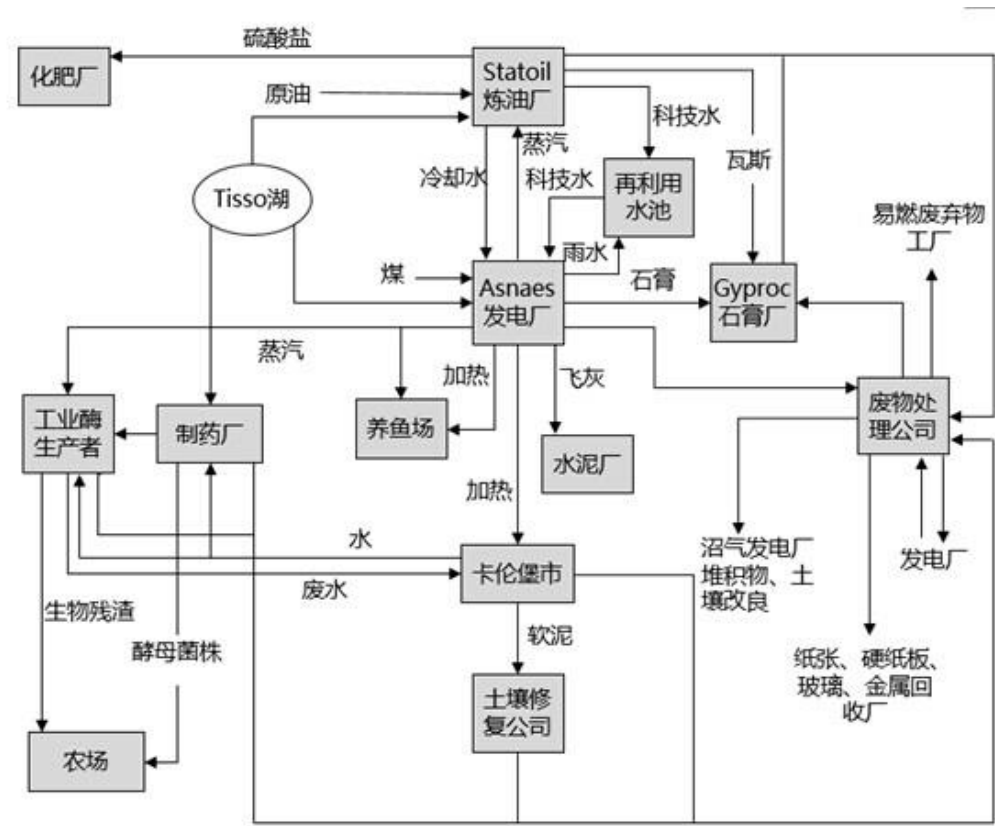 硫酸盐
化肥厂
Statoil
炼油厂
原油
科技水
蒸汽
瓦斯
冷却水
科技水
再利用
水池
Tisso湖
易燃废弃物
工厂
雨水
煤
石膏
Asnaes
发电厂
Gyproc
石膏厂
蒸汽
加热
飞灰
工业酶
生产者
制药厂
养鱼场
废物处
理公司
水泥厂
加热
水
沼气发电厂
堆积物、土
壤改良
发电厂
卡伦堡市
废水
生物残渣
软泥
酵母菌株
纸张、硬纸板、
玻璃、金属回
收厂
土壤修
复公司
农场